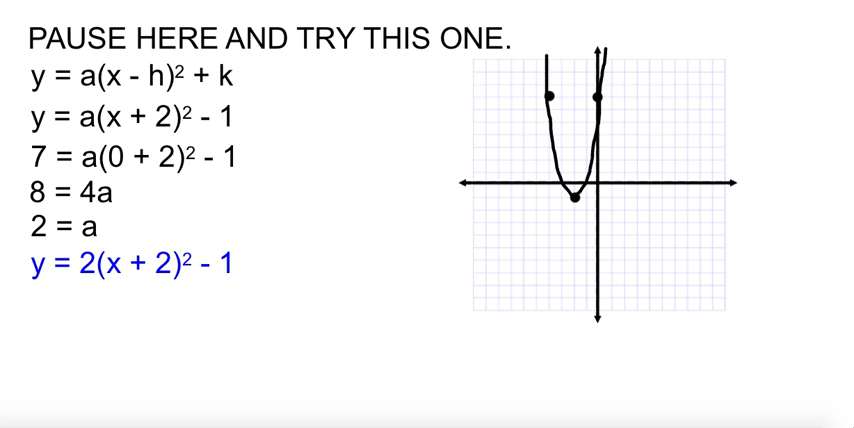 PAUSE HERE AND TRY THIS ONE.
y = a(x - h)² + k
y = a(x + 2)² - 1
7 = a(0 + 2)² - 1
8 = 4a
2 = a
y = 2(x + 2)² - 1